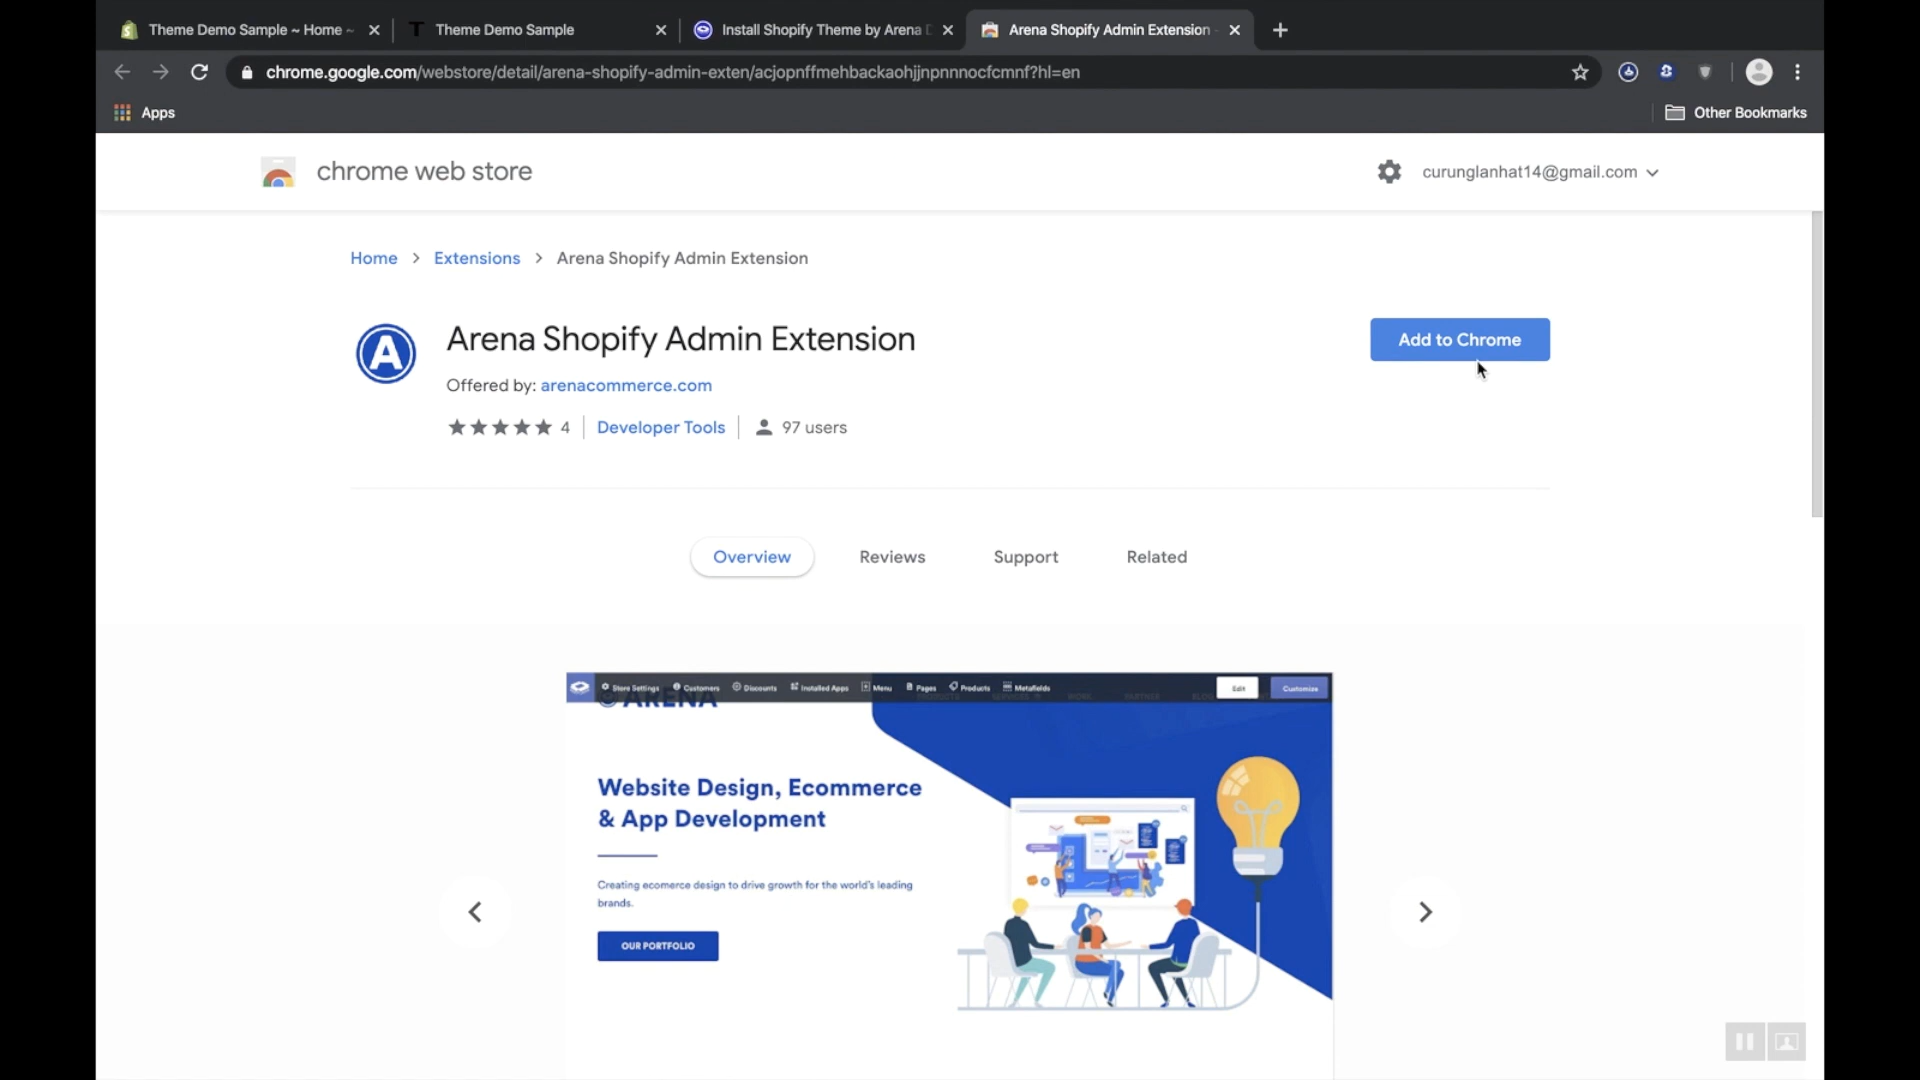 Theme Demo Sample ~ Home ~
Theme Demo Sample
Install Shopify Theme by Arena D
Arena Shopify Admin Extension
chrome.google.com/webstore/detail/arena-shopify-admin-exten/acjopnffmehbackaohjjnpnnnocfcmnf?hl=en
Apps
Other Bookmarks
chrome web store
curunglanhat14@gmail.com
Home > Extensions > Arena Shopify Admin Extension
A
Arena Shopify Admin Extension
Add to Chrome
Offered by: arenacommerce.com
4
Developer Tools
97 users
Overview
Reviews
Support
Related
Store Settings
Customers
Discounts
Installed Apps
Menu
Pages
Products
Metafields
Edit
Customize
ARENA
Website Design, Ecommerce
& App Development
Creating ecomerce design to drive growth for the world's leading
brands.
OUR PORTFOLIO